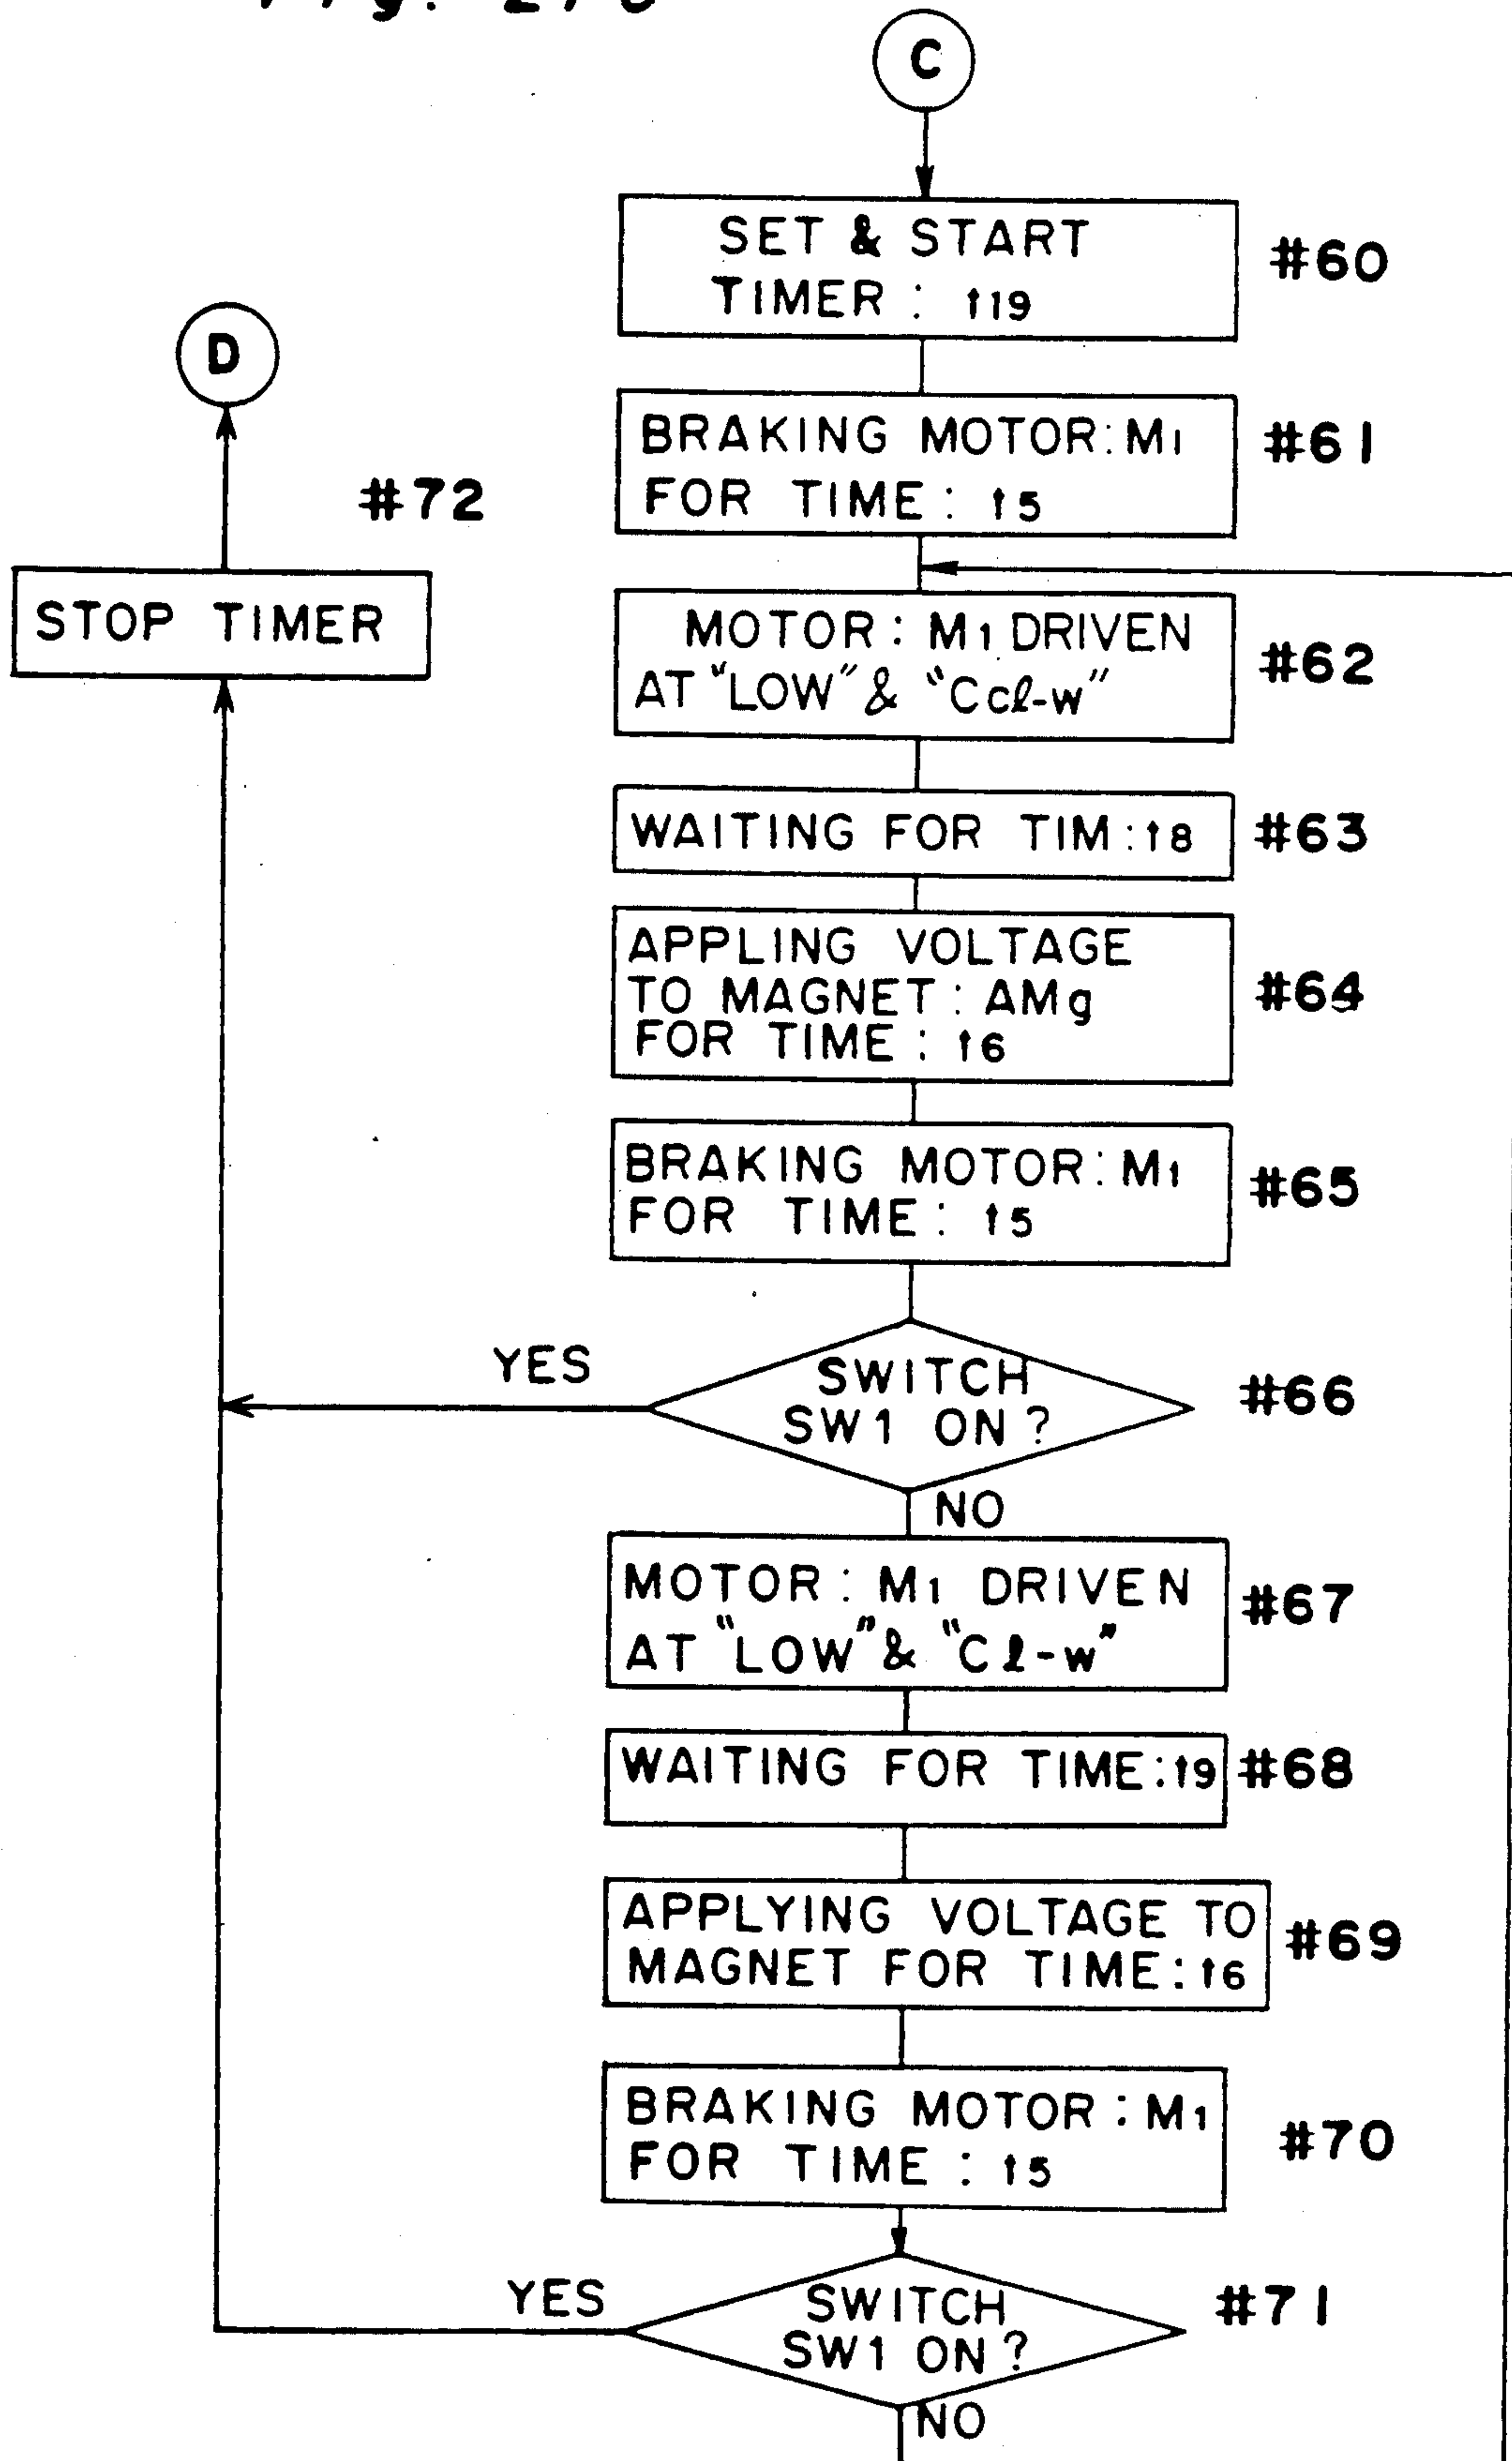 C
SET & START
TIMER : t19
#60
D
BRAKING MOTOR: M1
FOR TIME : t5
#61
#72
STOP TIMER
MOTOR : M1 DRIVEN
AT "LOW" & "Ccl-w"
#62
WAITING FOR TIM : t8
#63
APPLING VOLTAGE
TO MAGNET : AMg
FOR TIME : t6
#64
BRAKING MOTOR: M1
FOR TIME : t5
#65
YES
SWITCH
SW1 ON ?
#66
NO
MOTOR : M1 DRIVEN
AT "LOW" & "Cl-w"
#67
WAITING FOR TIME: t9
#68
APPLYING VOLTAGE TO
MAGNET FOR TIME: t6
#69
BRAKING MOTOR : M1
FOR TIME : t5
#70
YES
SWITCH
SW1 ON ?
#71
NO